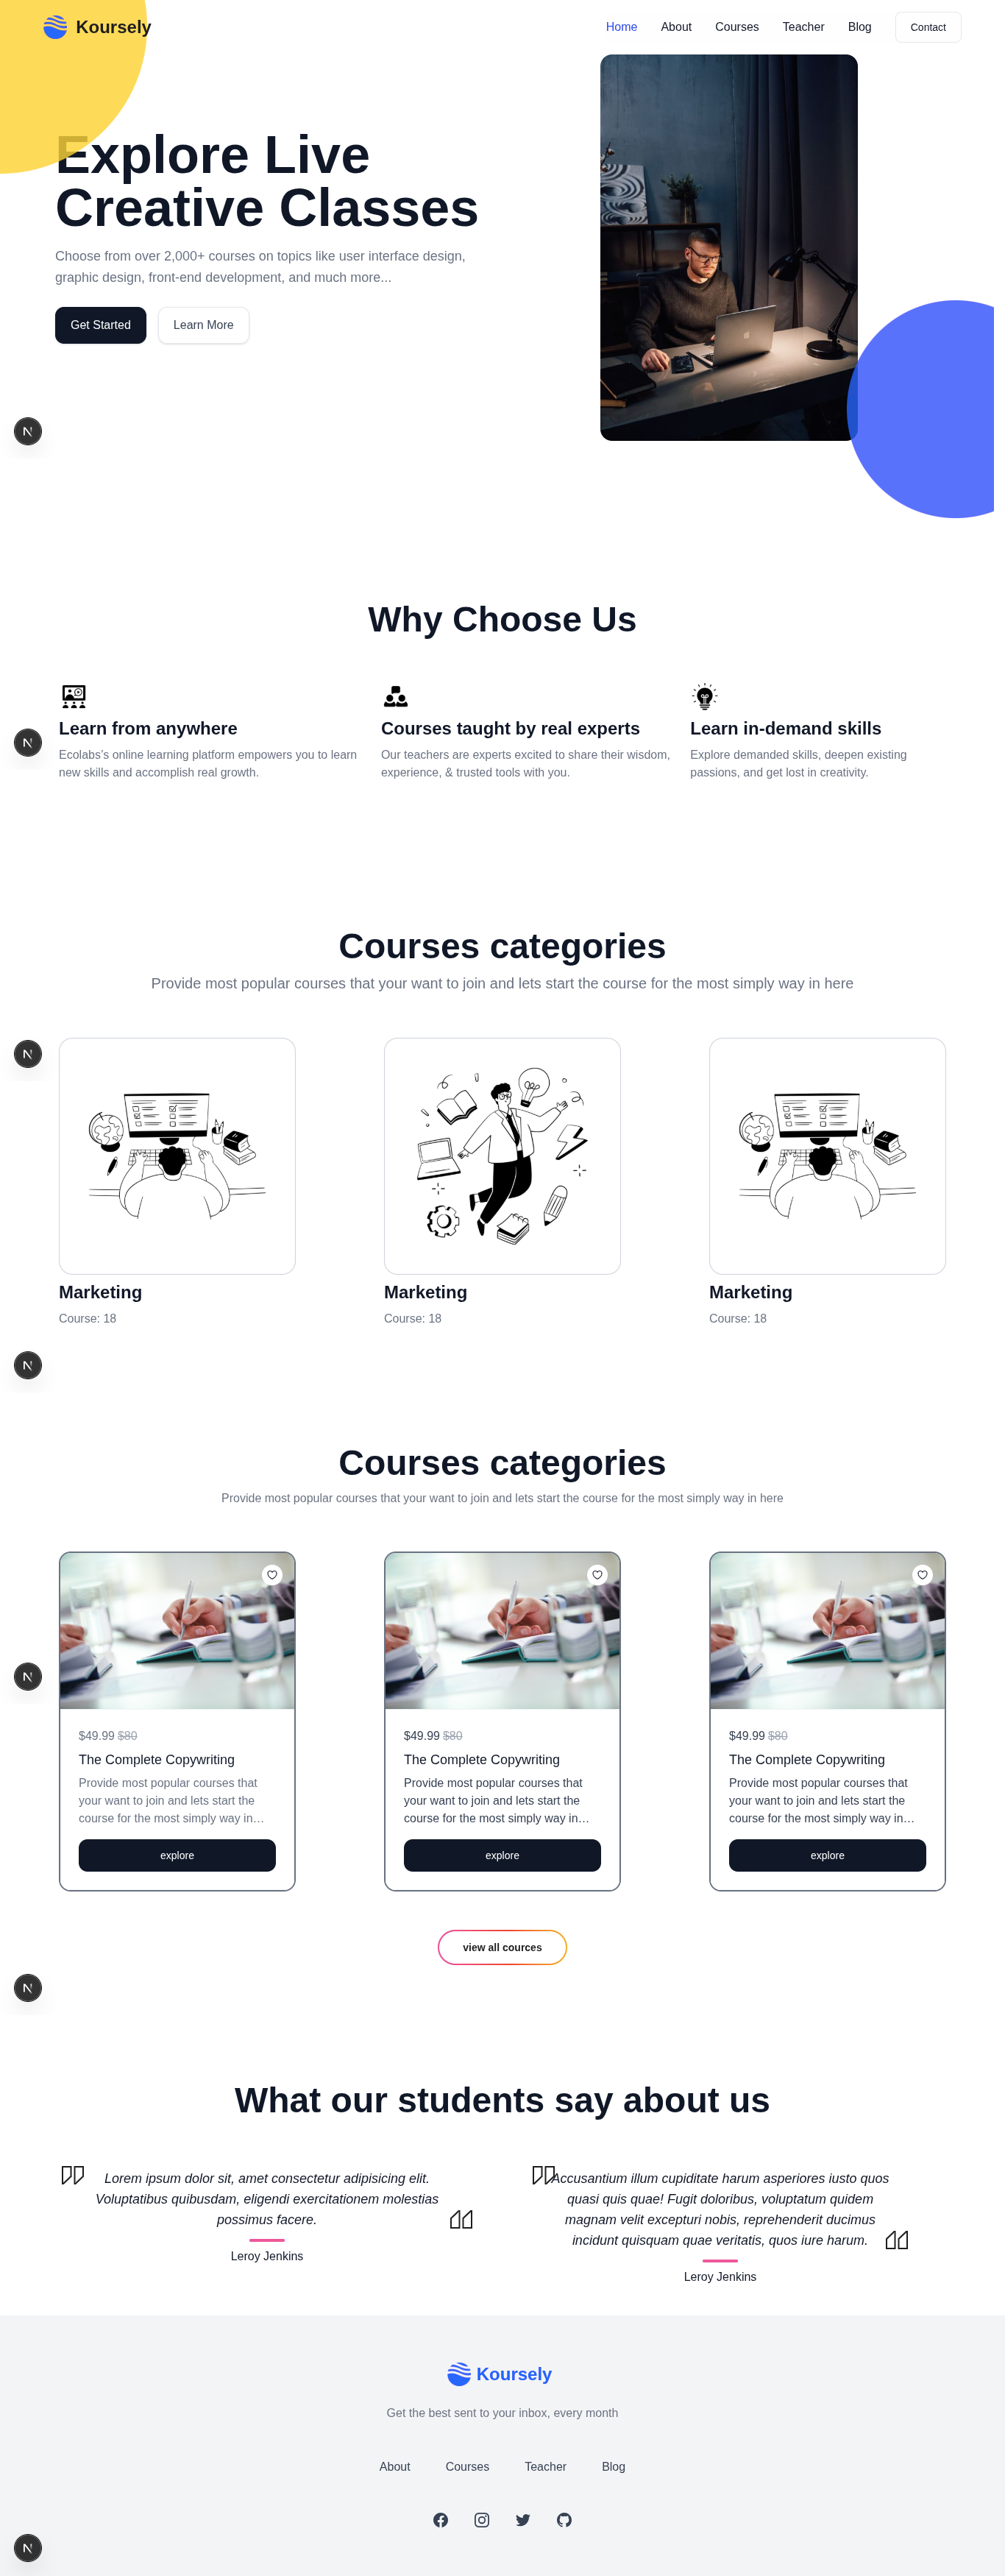 Koursely
Home About Courses Teacher Blog Contact
Explore Live
Creative Classes
Choose from over 2,000+ courses on topics like user interface design,
graphic design, front-end development, and much more...
Get Started Learn More
N
Why Choose Us
Learn from anywhere
Ecolabs's online learning platform empowers you to learn
new skills and accomplish real growth.
Courses taught by real experts
Our teachers are experts excited to share their wisdom,
experience, & trusted tools with you.
Learn in-demand skills
Explore demanded skills, deepen existing
passions, and get lost in creativity.
N
Courses categories
Provide most popular courses that your want to join and lets start the course for the most simply way in here
N
Marketing
Course: 18
Marketing
Course: 18
Marketing
Course: 18
N
Courses categories
Provide most popular courses that your want to join and lets start the course for the most simply way in here
N
$49.99 $80
The Complete Copywriting
Provide most popular courses that
your want to join and lets start the
course for the most simply way in…
explore
$49.99 $80
The Complete Copywriting
Provide most popular courses that
your want to join and lets start the
course for the most simply way in…
explore
$49.99 $80
The Complete Copywriting
Provide most popular courses that
your want to join and lets start the
course for the most simply way in…
explore
view all cources
N
What our students say about us
Lorem ipsum dolor sit, amet consectetur adipisicing elit.
Voluptatibus quibusdam, eligendi exercitationem molestias
possimus facere.
Leroy Jenkins
Accusantium illum cupiditate harum asperiores iusto quos
quasi quis quae! Fugit doloribus, voluptatum quidem
magnam velit excepturi nobis, reprehenderit ducimus
incidunt quisquam quae veritatis, quos iure harum.
Leroy Jenkins
Koursely
Get the best sent to your inbox, every month
About Courses Teacher Blog
N